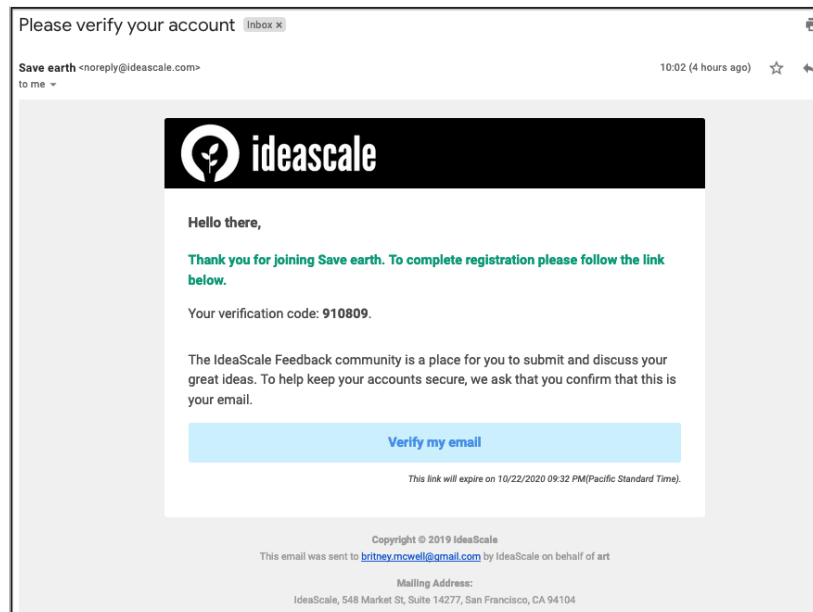 Please verify your account Inbox ×
Save earth <noreply@ideascale.com> 10:02 (4 hours ago)
to me
ideascale
Hello there,
Thank you for joining Save earth. To complete registration please follow the link
below.
Your verification code: 910809.
The IdeaScale Feedback community is a place for you to submit and discuss your
great ideas. To help keep your accounts secure, we ask that you confirm that this is
your email.
Verify my email
This link will expire on 10/22/2020 09:32 PM(Pacific Standard Time).
Copyright © 2019 IdeaScale
This email was sent to britney.mcwell@gmail.com by IdeaScale on behalf of art
Mailing Address:
IdeaScale, 548 Market St, Suite 14277, San Francisco, CA 94104